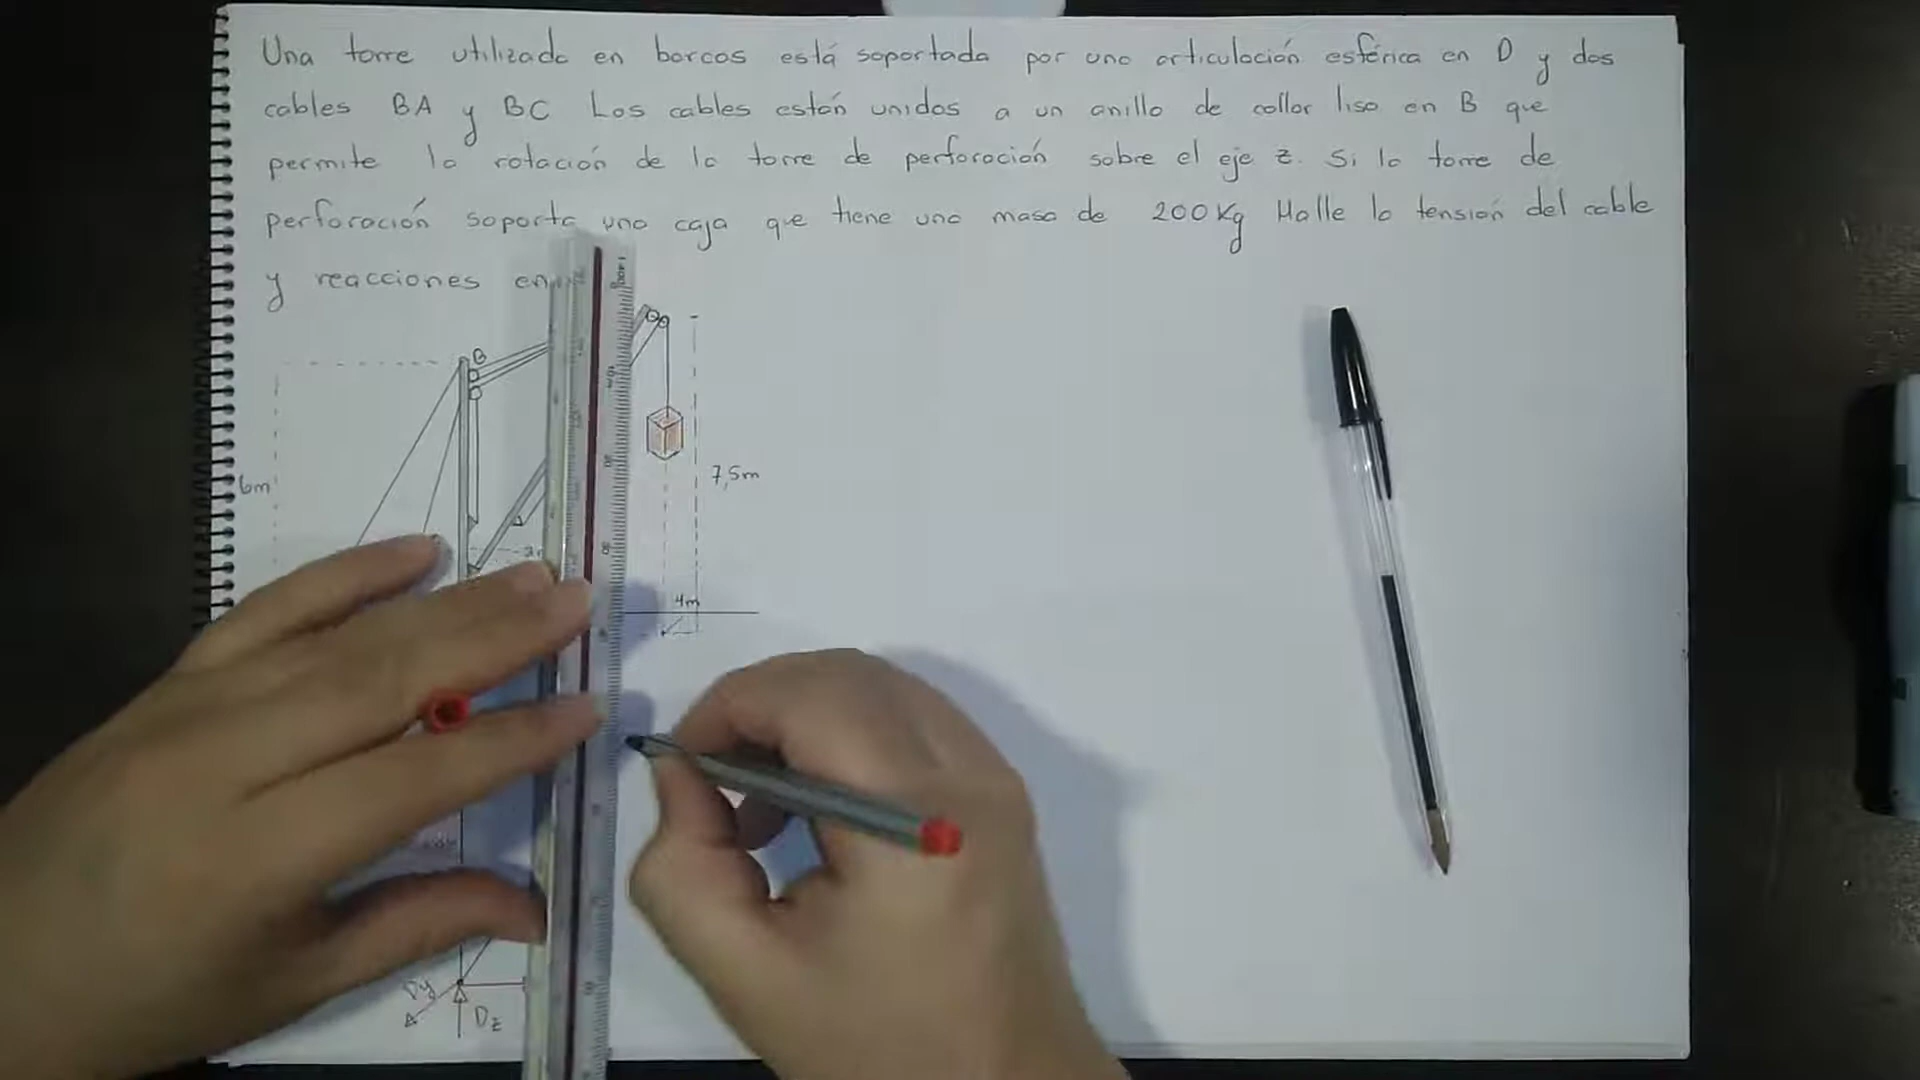 Una torre utilizada en barcos está soportada por una articulación esférica en D y dos
cables BA y BC Los cables están unidos a un anillo de collar liso en B que
permite la rotación de la torre de perforación sobre el eje z. Si la torre de
perforación soporta una caja que tiene una masa de 200 Kg Halle la tensión del cable
y reacciones en
B
6m
7,5m
4m
Dy
Dz